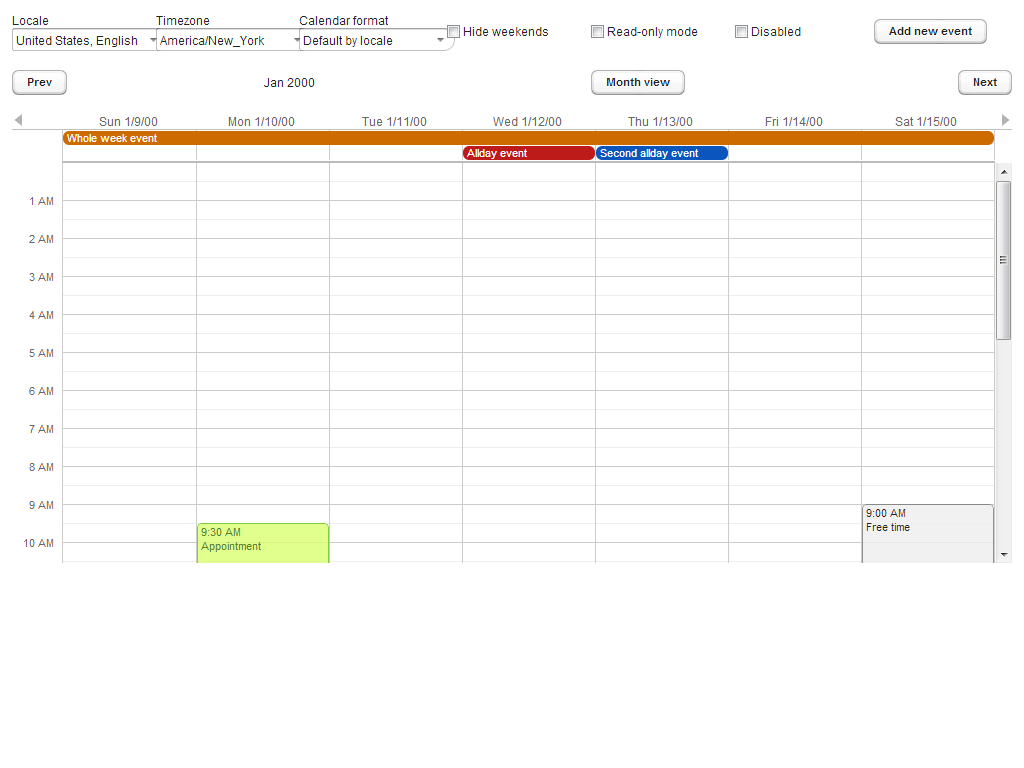 Locale
Timezone
Calendar format
United States, English
America/New_York
Default by locale
Hide weekends
Read-only mode
Disabled
Add new event
Prev
Jan 2000
Month view
Next
Sun 1/9/00
Mon 1/10/00
Tue 1/11/00
Wed 1/12/00
Thu 1/13/00
Fri 1/14/00
Sat 1/15/00
Whole week event
Allday event
Second allday event
1 AM
2 AM
3 AM
4 AM
5 AM
6 AM
7 AM
8 AM
9 AM
10 AM
9:30 AM
Appointment
9:00 AM
Free time